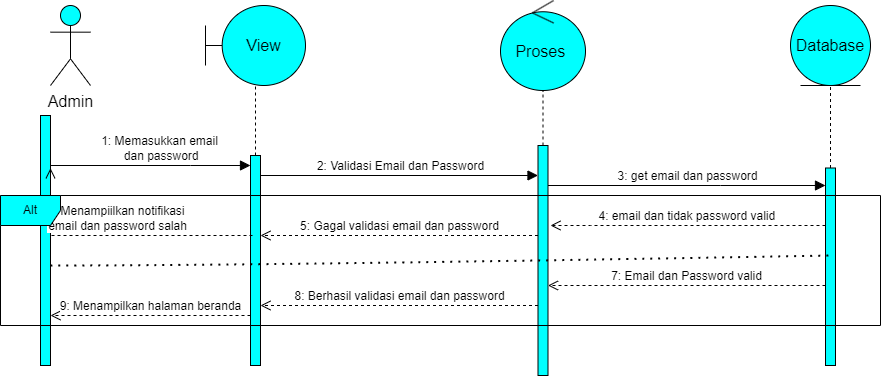 View
Proses
Database
Admin
1: Memasukkan email
dan password
2: Validasi Email dan Password
3: get email dan password
Alt
Menampiilkan notifikasi
email dan password salah
5: Gagal validasi email dan password
4: email dan tidak password valid
7: Email dan Password valid
8: Berhasil validasi email dan password
9: Menampilkan halaman beranda